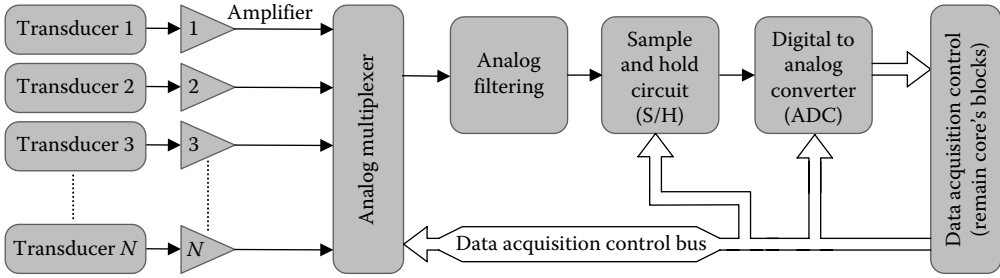 Transducer 1
1
Amplifier
Transducer 2
2
Transducer 3
3
Transducer N
N
Analog multiplexer
Analog
filtering
Sample
and hold
circuit
(S/H)
Digital to
analog
converter
(ADC)
Data acquisition control
(remain core's blocks)
Data acquisition control bus